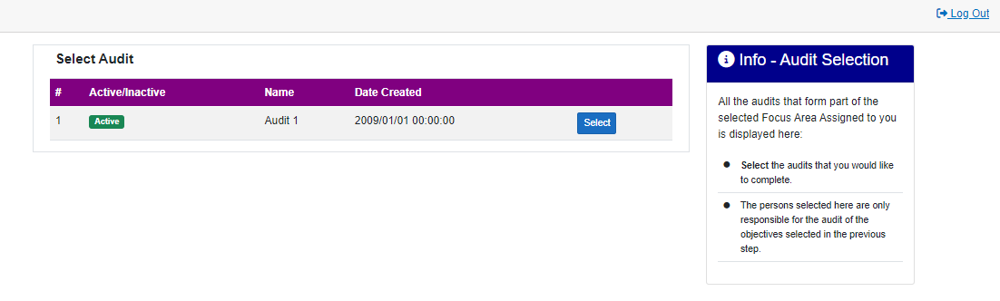 Log Out
Select Audit
# Active/Inactive Name Date Created
1 Active Audit 1 2009/01/01 00:00:00 Select
Info - Audit Selection
All the audits that form part of the
selected Focus Area Assigned to you
is displayed here:
Select the audits that you would like
to complete.
The persons selected here are only
responsible for the audit of the
objectives selected in the previous
step.